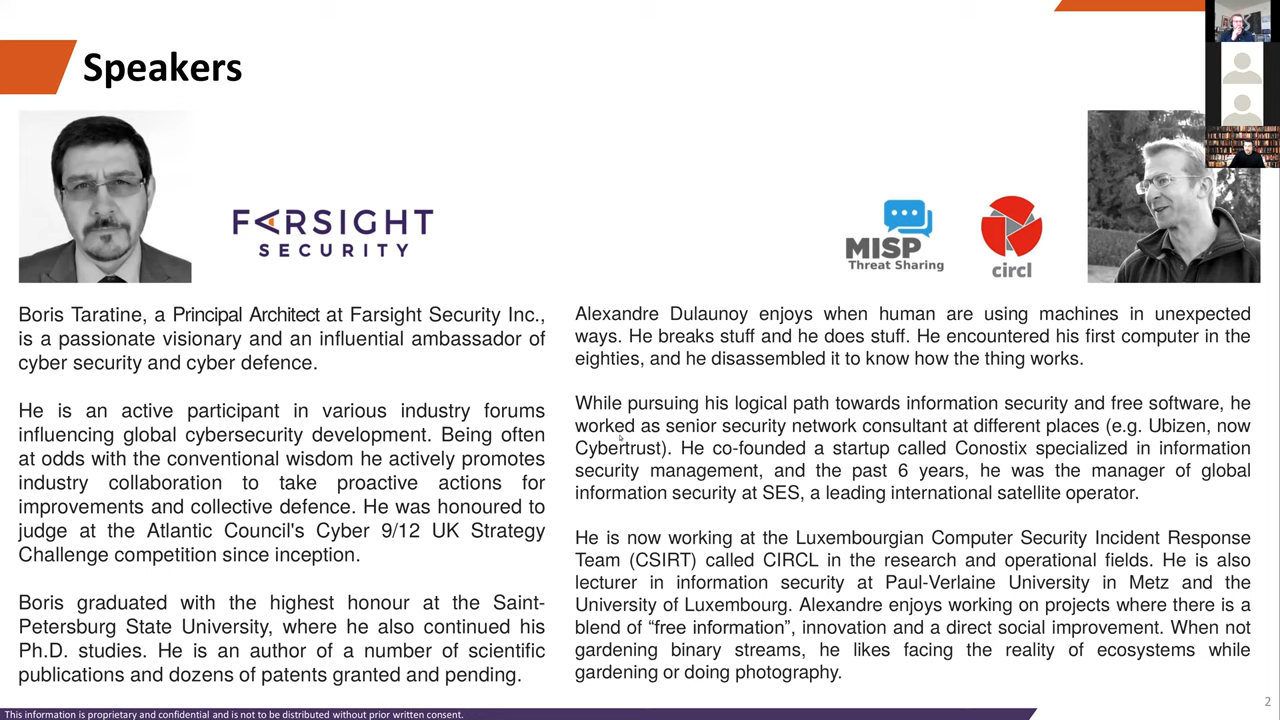 Speakers
FARSIGHT
SECURITY
MISP
Threat Sharing
circl
Boris Taratine, a Principal Architect at Farsight Security Inc.,
is a passionate visionary and an influential ambassador of
cyber security and cyber defence.
He is an active participant in various industry forums
influencing global cybersecurity development. Being often
at odds with the conventional wisdom he actively promotes
industry collaboration to take proactive actions for
improvements and collective defence. He was honoured to
judge at the Atlantic Council's Cyber 9/12 UK Strategy
Challenge competition since inception.
Boris graduated with the highest honour at the Saint-
Petersburg State University, where he also continued his
Ph.D. studies. He is an author of a number of scientific
publications and dozens of patents granted and pending.
Alexandre Dulaunoy enjoys when human are using machines in unexpected
ways. He breaks stuff and he does stuff. He encountered his first computer in the
eighties, and he disassembled it to know how the thing works.
While pursuing his logical path towards information security and free software, he
worked as senior security network consultant at different places (e.g. Ubizen, now
Cybertrust). He co-founded a startup called Conostix specialized in information
security management, and the past 6 years, he was the manager of global
information security at SES, a leading international satellite operator.
He is now working at the Luxembourgian Computer Security Incident Response
Team (CSIRT) called CIRCL in the research and operational fields. He is also
lecturer in information security at Paul-Verlaine University in Metz and the
University of Luxembourg. Alexandre enjoys working on projects where there is a
blend of “free information”, innovation and a direct social improvement. When not
gardening binary streams, he likes facing the reality of ecosystems while
gardening or doing photography.
This information is proprietary and confidential and is not to be distributed without prior written consent.
2